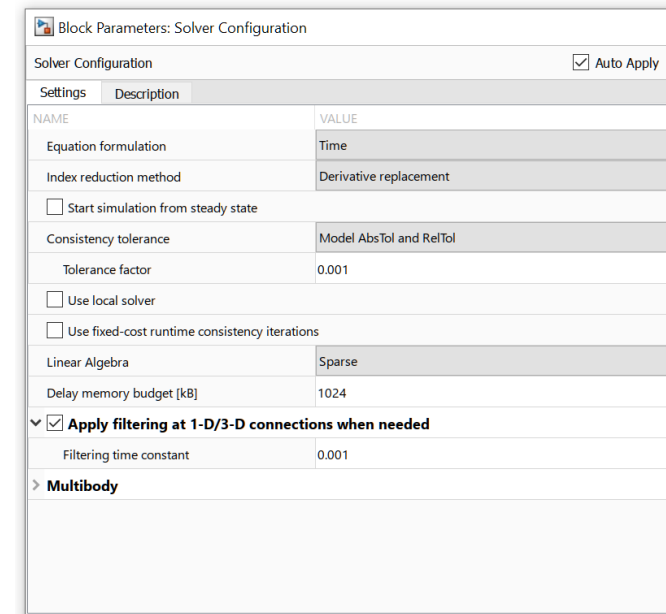 Block Parameters: Solver Configuration
Solver Configuration Auto Apply
Settings Description
NAME VALUE
Equation formulation Time
Index reduction method Derivative replacement
Start simulation from steady state
Consistency tolerance Model AbsTol and RelTol
Tolerance factor 0.001
Use local solver
Use fixed-cost runtime consistency iterations
Linear Algebra Sparse
Delay memory budget [kB] 1024
Apply filtering at 1-D/3-D connections when needed
Filtering time constant 0.001
Multibody